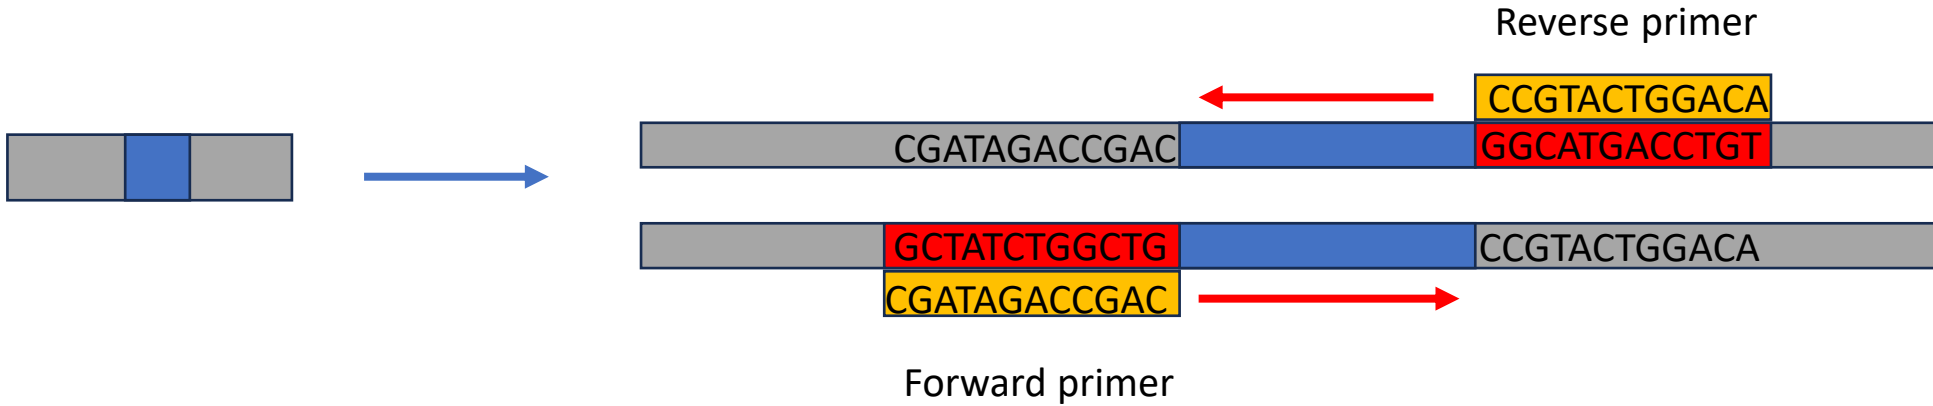 Reverse primer
CCGTACTGGACA
CGATAGACCGAC
GGCATGACCTGT
GCTATCTGGCTG
CCGTACTGGACA
CGATAGACCGAC
Forward primer